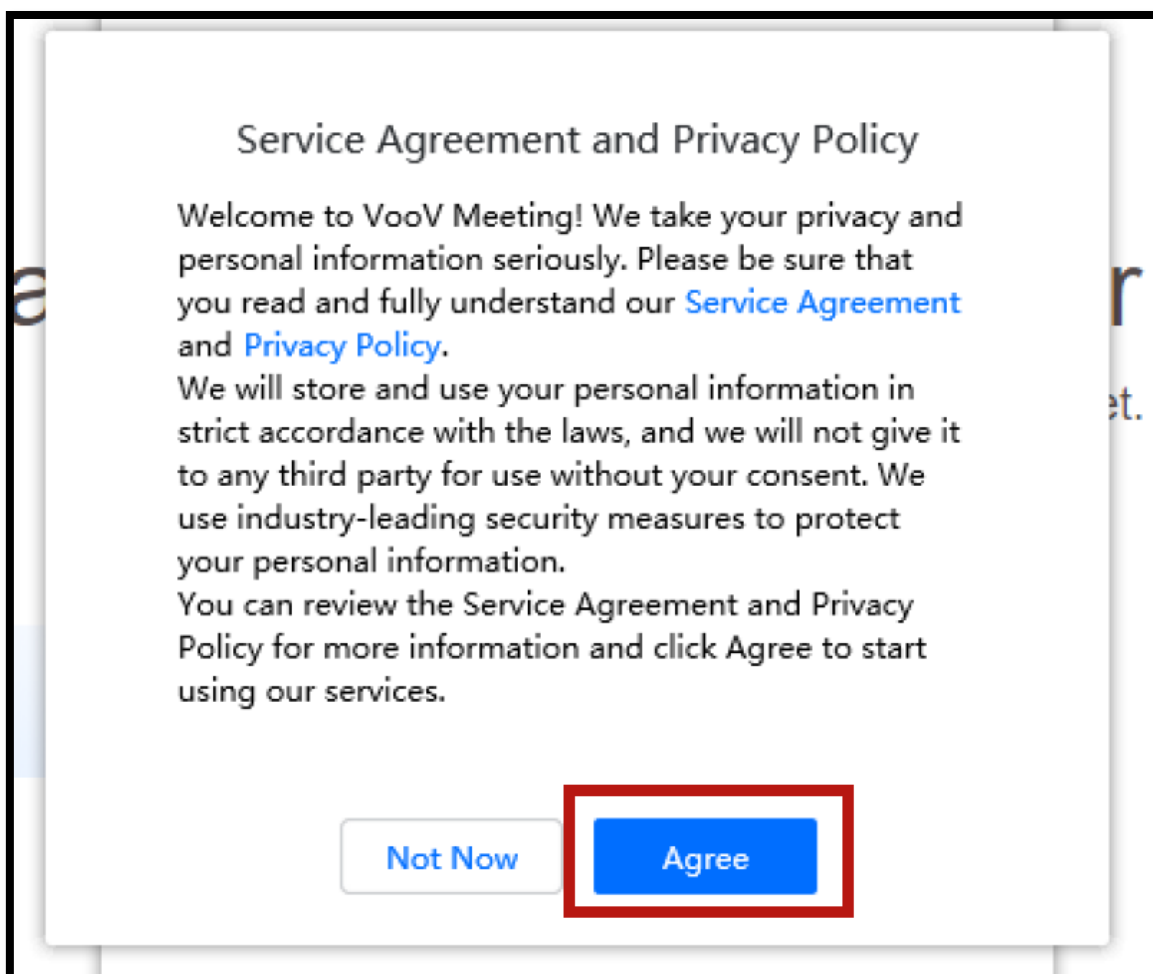 Service Agreement and Privacy Policy
Welcome to VooV Meeting! We take your privacy and
personal information seriously. Please be sure that
you read and fully understand our Service Agreement
and Privacy Policy.
We will store and use your personal information in
strict accordance with the laws, and we will not give it
to any third party for use without your consent. We
use industry-leading security measures to protect
your personal information.
You can review the Service Agreement and Privacy
Policy for more information and click Agree to start
using our services.
Not Now
Agree